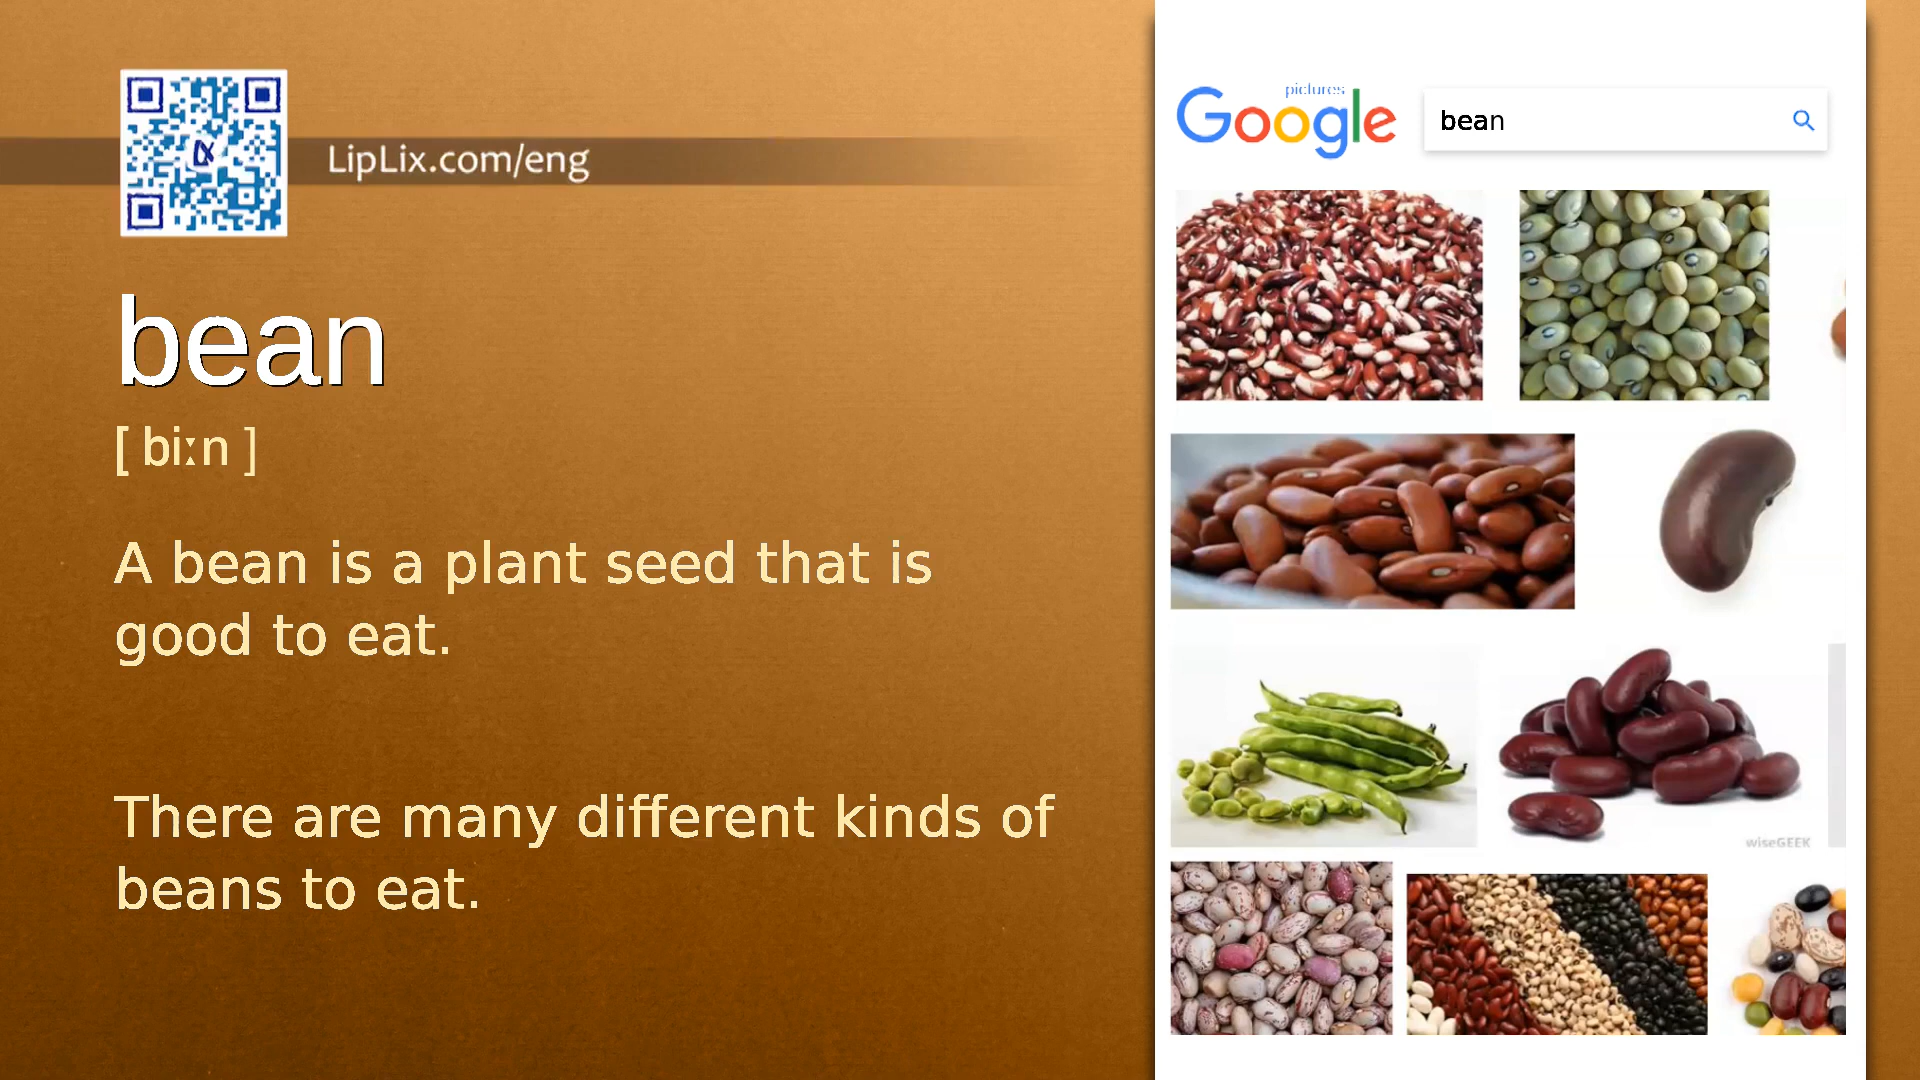 LipLix.com/eng
bean
[ biːn ]
A bean is a plant seed that is
good to eat.
There are many different kinds of
beans to eat.
pictures
Google
bean
wiseGEEK